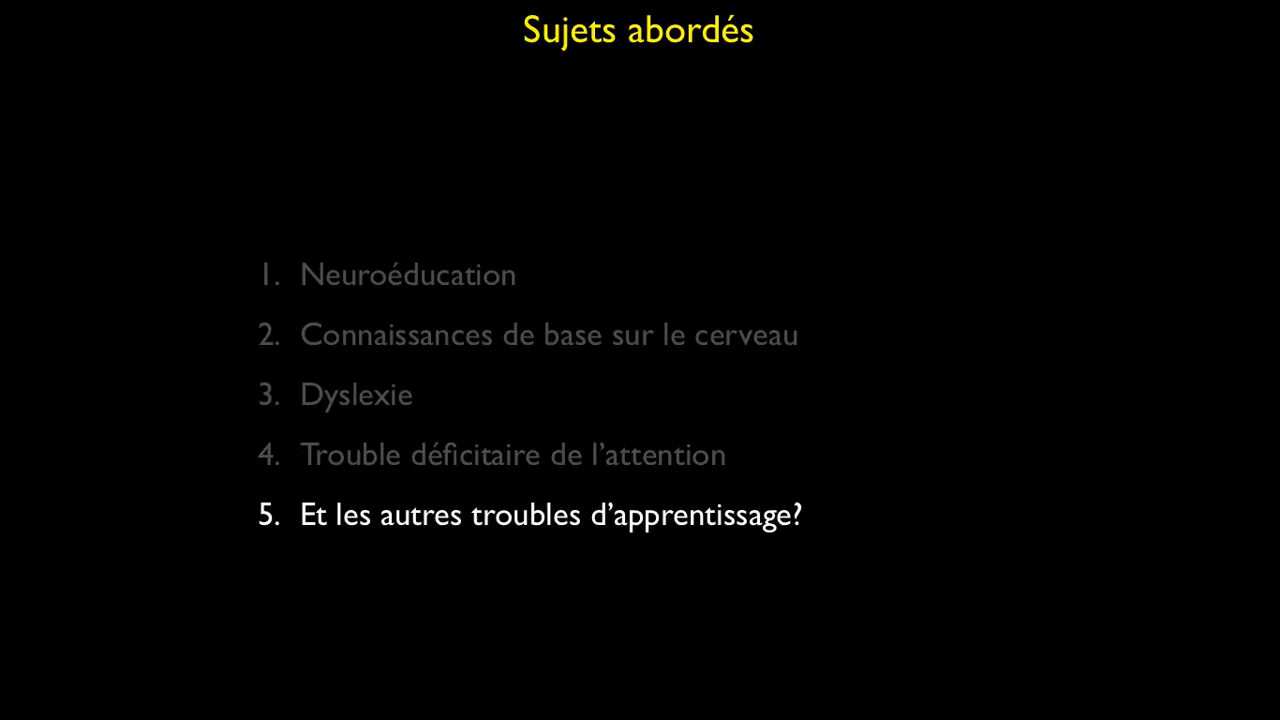 Sujets abordés
1. Neuroéducation
2. Connaissances de base sur le cerveau
3. Dyslexie
4. Trouble déficitaire de l’attention
5. Et les autres troubles d’apprentissage?